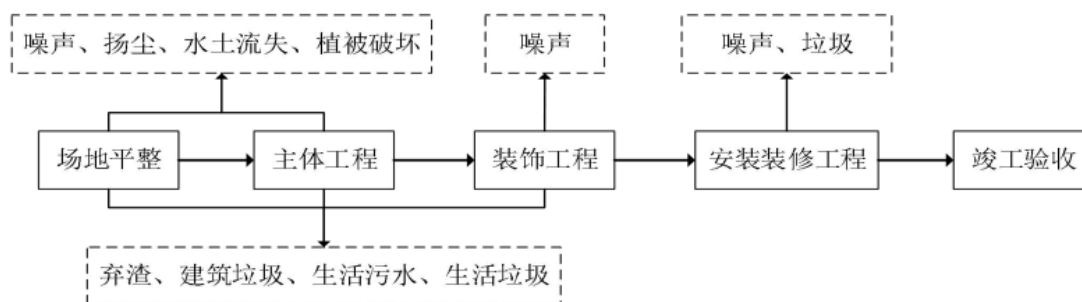 噪声、扬尘、水土流失、植被破坏
噪声
噪声、垃圾
场地平整
主体工程
装饰工程
安装装修工程
竣工验收
弃渣、建筑垃圾、生活污水、生活垃圾